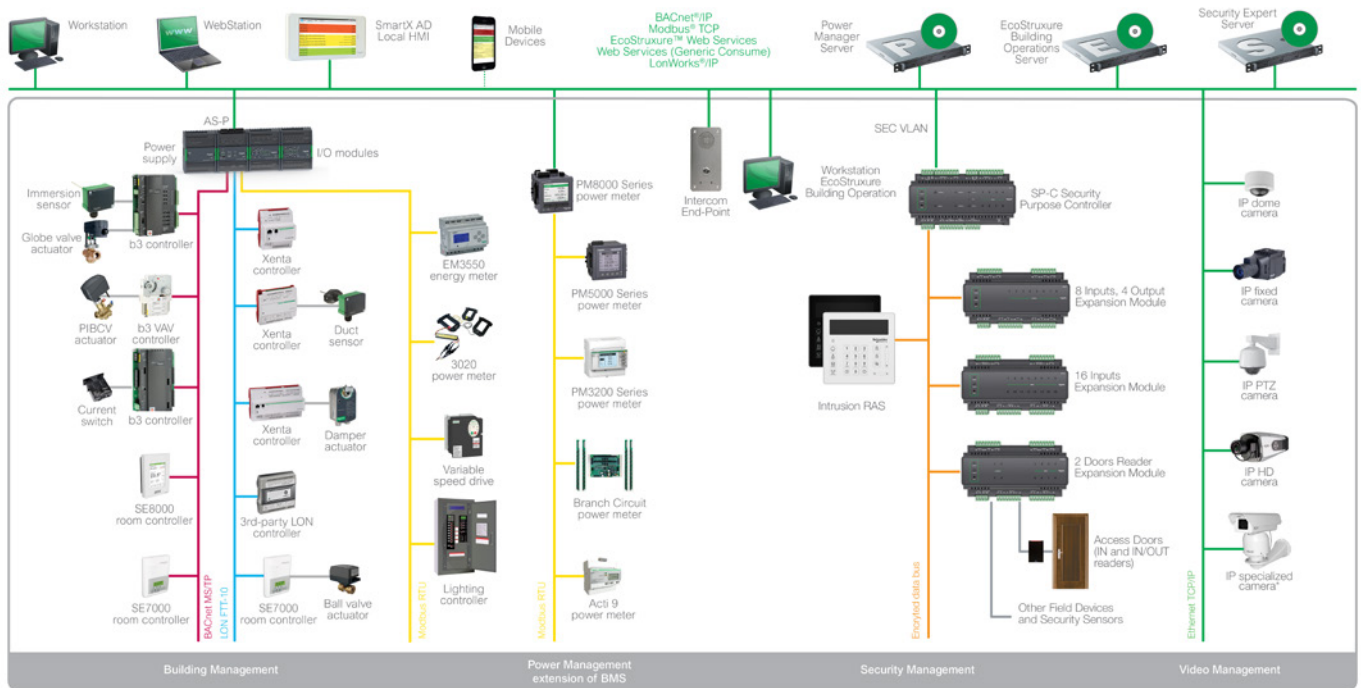 Workstation
WebStation
WWW
SmartX AD
Local HMI
Mobile
Devices
BACnet®/IP
Modbus® TCP
EcoStruxure™ Web Services
Web Services (Generic Consume)
LonWorks®/IP
Power
Manager
Server
P
EcoStruxure
Building
Operations
Server
E
Security Expert
Server
S
AS-P
Power
supply
I/O modules
Immersion
sensor
Globe valve
actuator
b3 controller
PIBCV
actuator
b3 VAV
controller
Current
switch
b3 controller
SE8000
room controller
SE7000
room controller
BACnet MS/TP
LON FTT-10
Xenta
controller
Xenta
controller
Duct
sensor
Xenta
controller
Damper
actuator
3rd-party LON
controller
SE7000
room controller
Ball valve
actuator
Modbus RTU
EM3550
energy meter
3020
power meter
Variable
speed drive
Lighting
controller
Modbus RTU
PM8000 Series
power meter
PM5000 Series
power meter
PM3200 Series
power meter
Branch Circuit
power meter
Acti 9
power meter
Intercom
End-Point
Workstation
EcoStruxure
Building Operation
SEC VLAN
SP-C Security
Purpose Controller
Intrusion RAS
8 Inputs, 4 Output
Expansion Module
16 Inputs
Expansion Module
2 Doors Reader
Expansion Module
Access Doors
(IN and IN/OUT
readers)
Other Field Devices
and Security Sensors
Encryted data bus
Ethernet TCP/IP
IP dome
camera
IP fixed
camera
IP PTZ
camera
IP HD
camera
IP specialized
camera*
Building Management
Power Management
extension of BMS
Security Management
Video Management